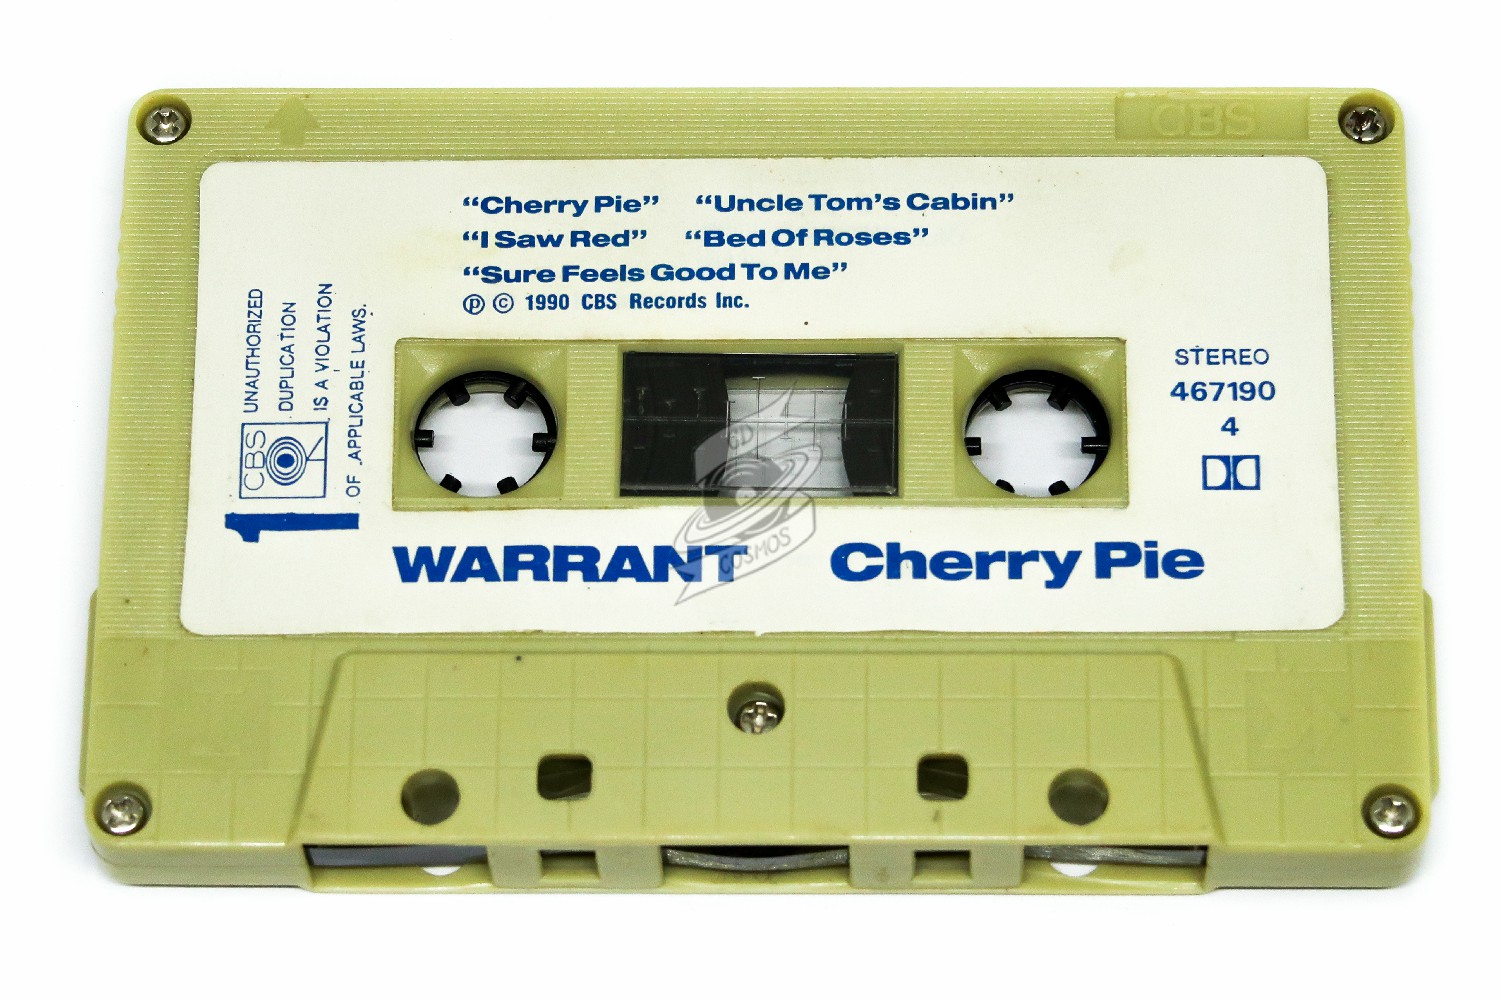 CBS
“Cherry Pie” “Uncle Tom's Cabin”
“I Saw Red” “Bed Of Roses”
“Sure Feels Good To Me”
℗ © 1990 CBS Records Inc.
UNAUTHORIZED
DUPLICATION
IS A VIOLATION
OF APPLICABLE LAWS.
CBS
1
STEREO
467190
4
WARRANT Cherry Pie
CD
COSMOS